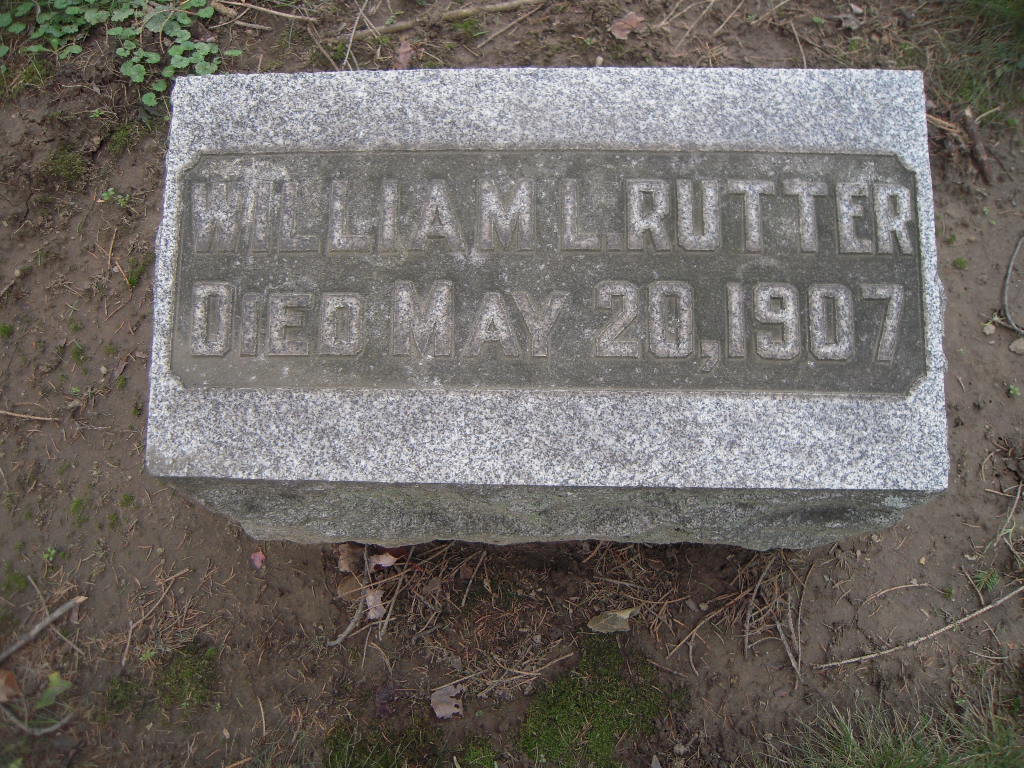 WILLIAM L. RUTTER
DIED MAY 20, 1907